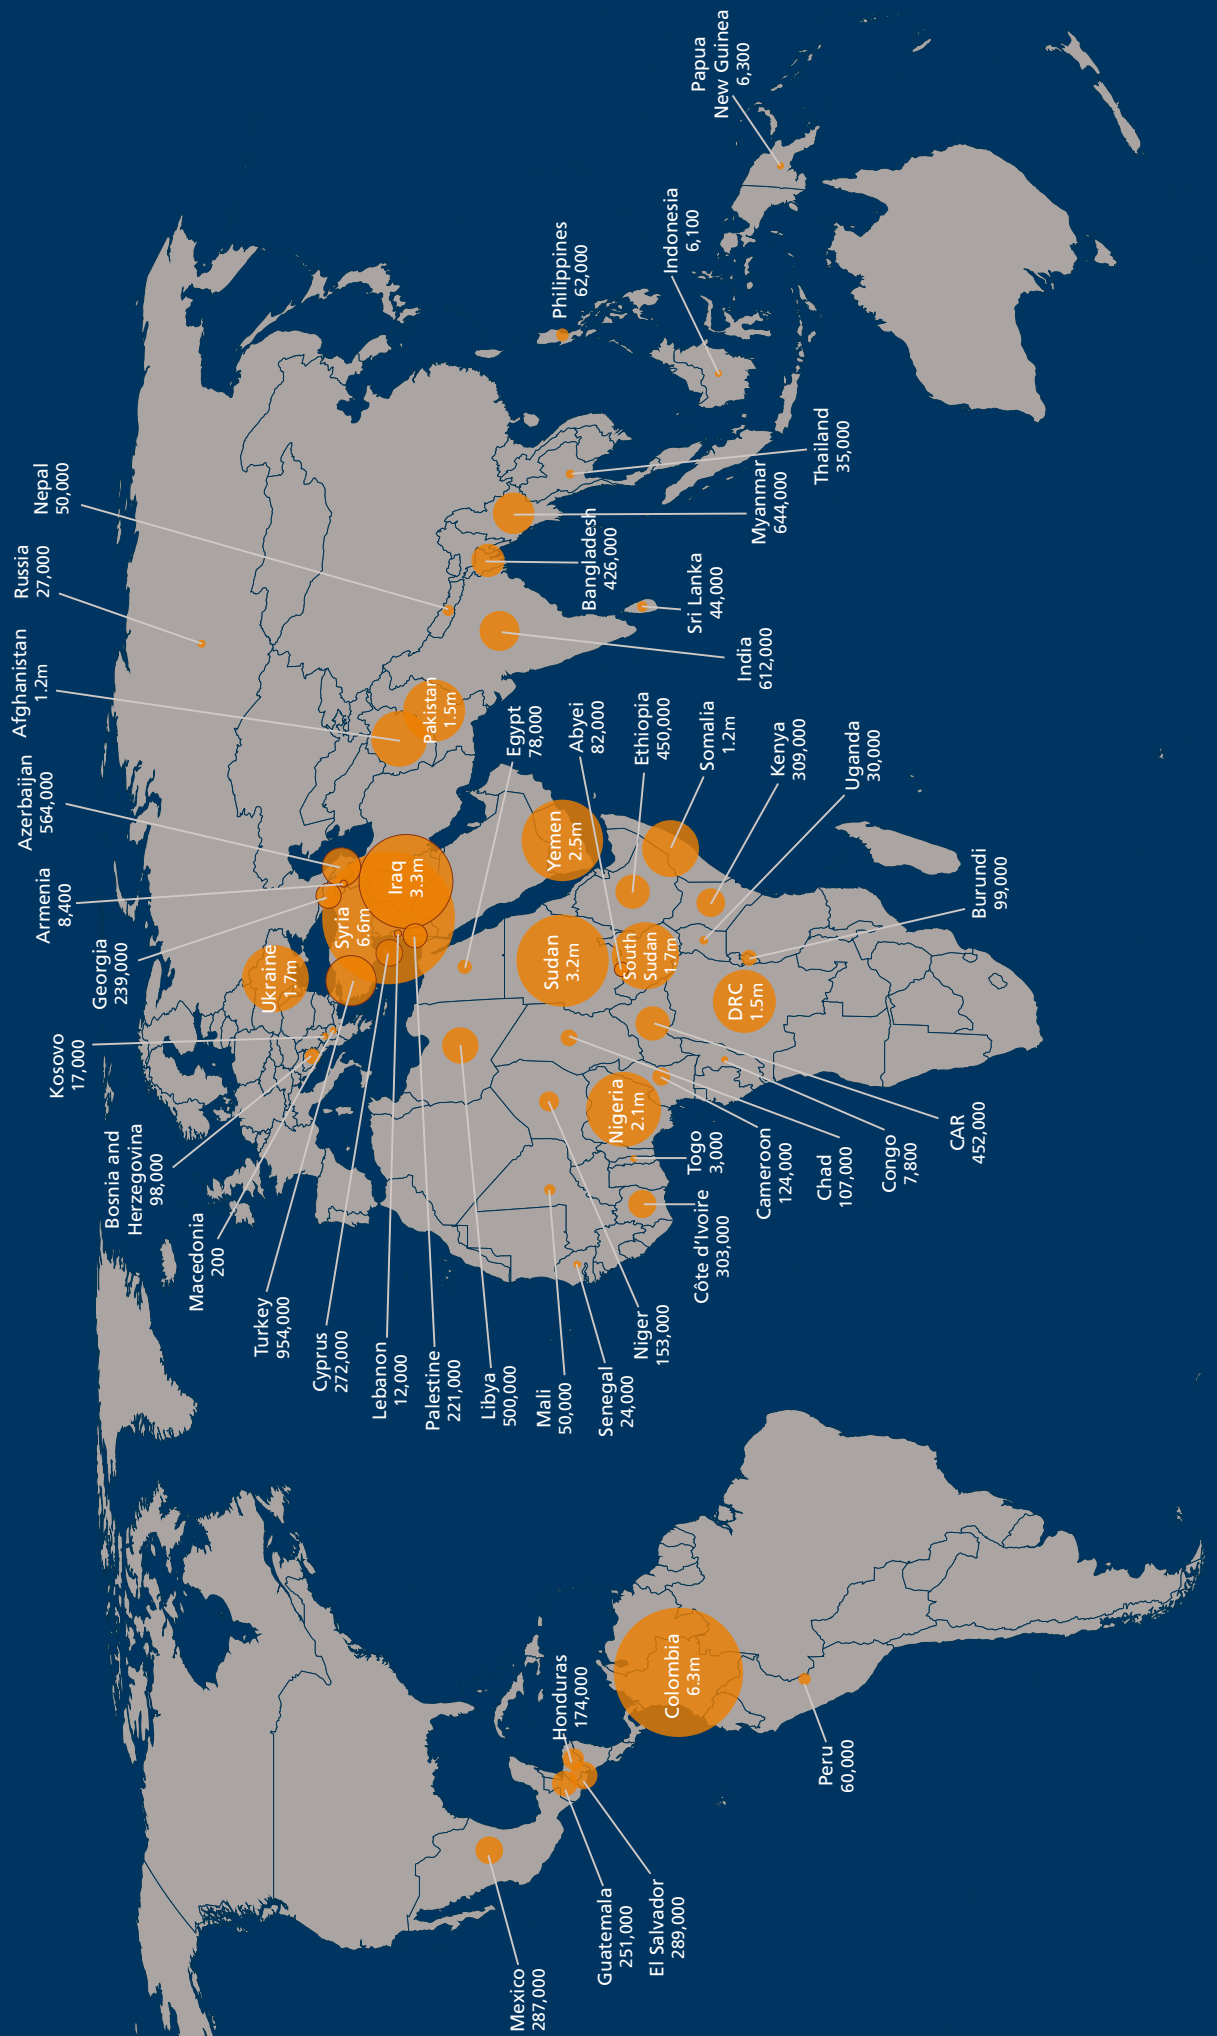 Mexico
287,000
Guatemala
251,000
El Salvador
289,000
Honduras
174,000
Colombia
6.3m
Peru
60,000
Kosovo
17,000
Bosnia and
Herzegovina
98,000
Macedonia
200
Turkey
954,000
Cyprus
272,000
Lebanon
12,000
Palestine
221,000
Libya
500,000
Mali
50,000
Senegal
24,000
Niger
153,000
Côte d'Ivoire
303,000
Togo
3,000
Cameroon
124,000
Chad
107,000
Congo
7,800
CAR
452,000
Nigeria
2.1m
DRC
1.5m
Burundi
99,000
Sudan
3.2m
South
Sudan
1.7m
Ukraine
1.7m
Georgia
239,000
Armenia
8,400
Azerbaijan
564,000
Syria
6.6m
Iraq
3.3m
Yemen
2.5m
Egypt
78,000
Abyei
82,000
Ethiopia
450,000
Somalia
1.2m
Kenya
309,000
Uganda
30,000
Afghanistan
1.2m
Pakistan
1.5m
Russia
27,000
Nepal
50,000
India
612,000
Sri Lanka
44,000
Bangladesh
426,000
Myanmar
644,000
Thailand
35,000
Philippines
62,000
Indonesia
6,100
Papua
New Guinea
6,300